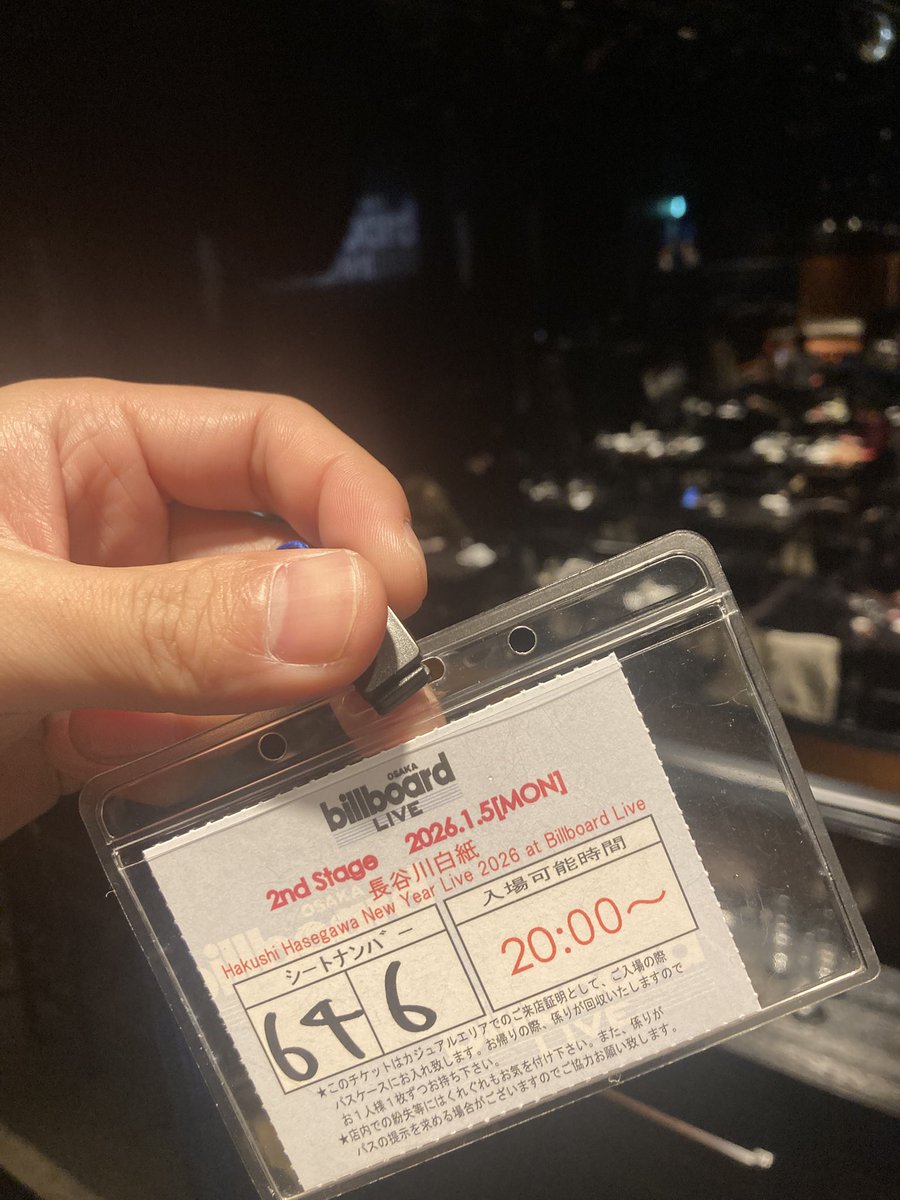 OSAKA
billboard
LIVE
2nd Stage 2026.1.5[MON]
長谷川白紙
Hakushi Hasegawa New Year Live 2026 at Billboard Live
シートナンバー
64 6
入場可能時間
20:00～
★このチケットはカジュアルエリアでのご来店証明として、ご入場の際
パスケースにお入れ致します。お帰りの際、係りが回収いたしますので
お1人様1枚ずつお持ち下さい。
★店内での紛失等にはくれぐれもお気を付け下さい。また、係りが
パスの提示を求める場合がございますのでご協力お願い致します。